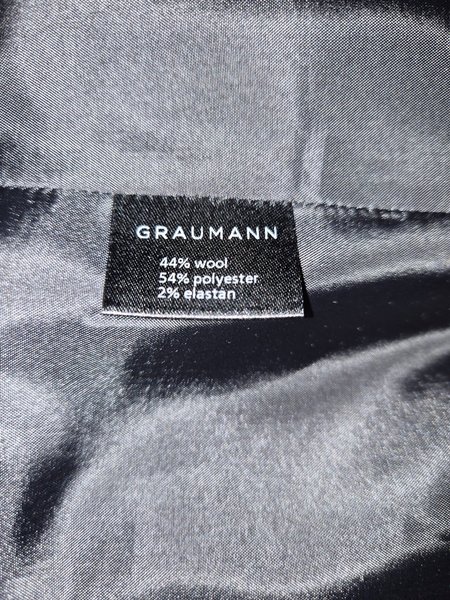 GRAUMANN
44% wool
54% polyester
2% elastan